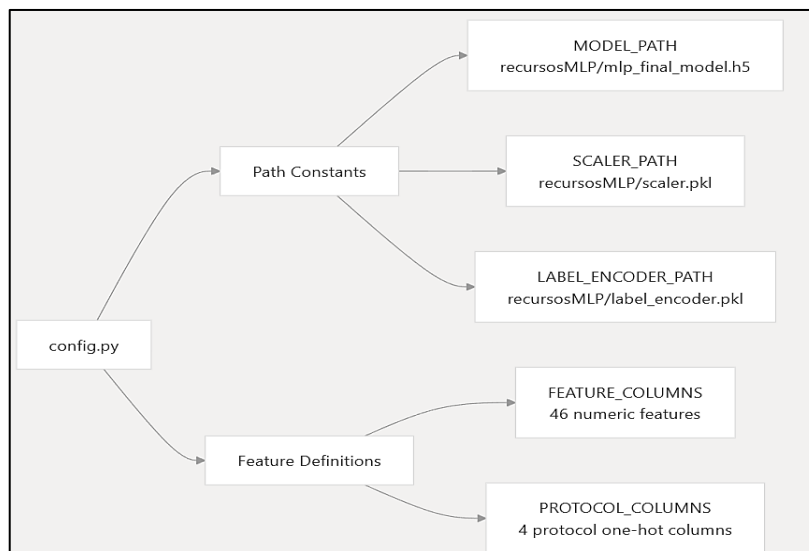 MODEL_PATH
recursosMLP/mlp_final_model.h5
Path Constants
SCALER_PATH
recursosMLP/scaler.pkl
LABEL_ENCODER_PATH
recursosMLP/label_encoder.pkl
config.py
FEATURE_COLUMNS
46 numeric features
Feature Definitions
PROTOCOL_COLUMNS
4 protocol one-hot columns